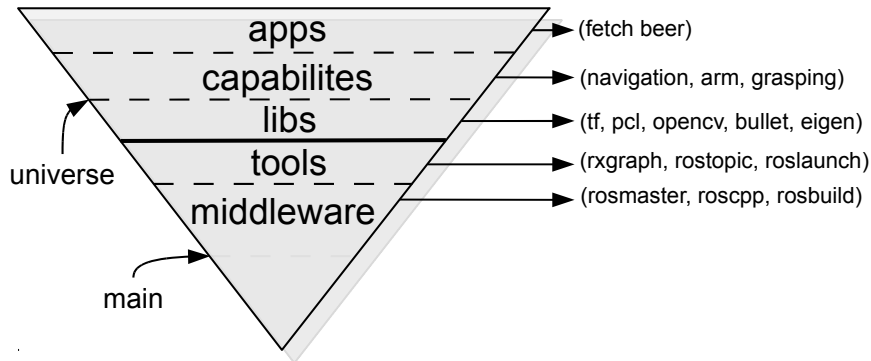 apps
(fetch beer)
capabilites
(navigation, arm, grasping)
libs
(tf, pcl, opencv, bullet, eigen)
universe
tools
(rxgraph, rostopic, roslaunch)
middleware
(rosmaster, roscpp, rosbuild)
main